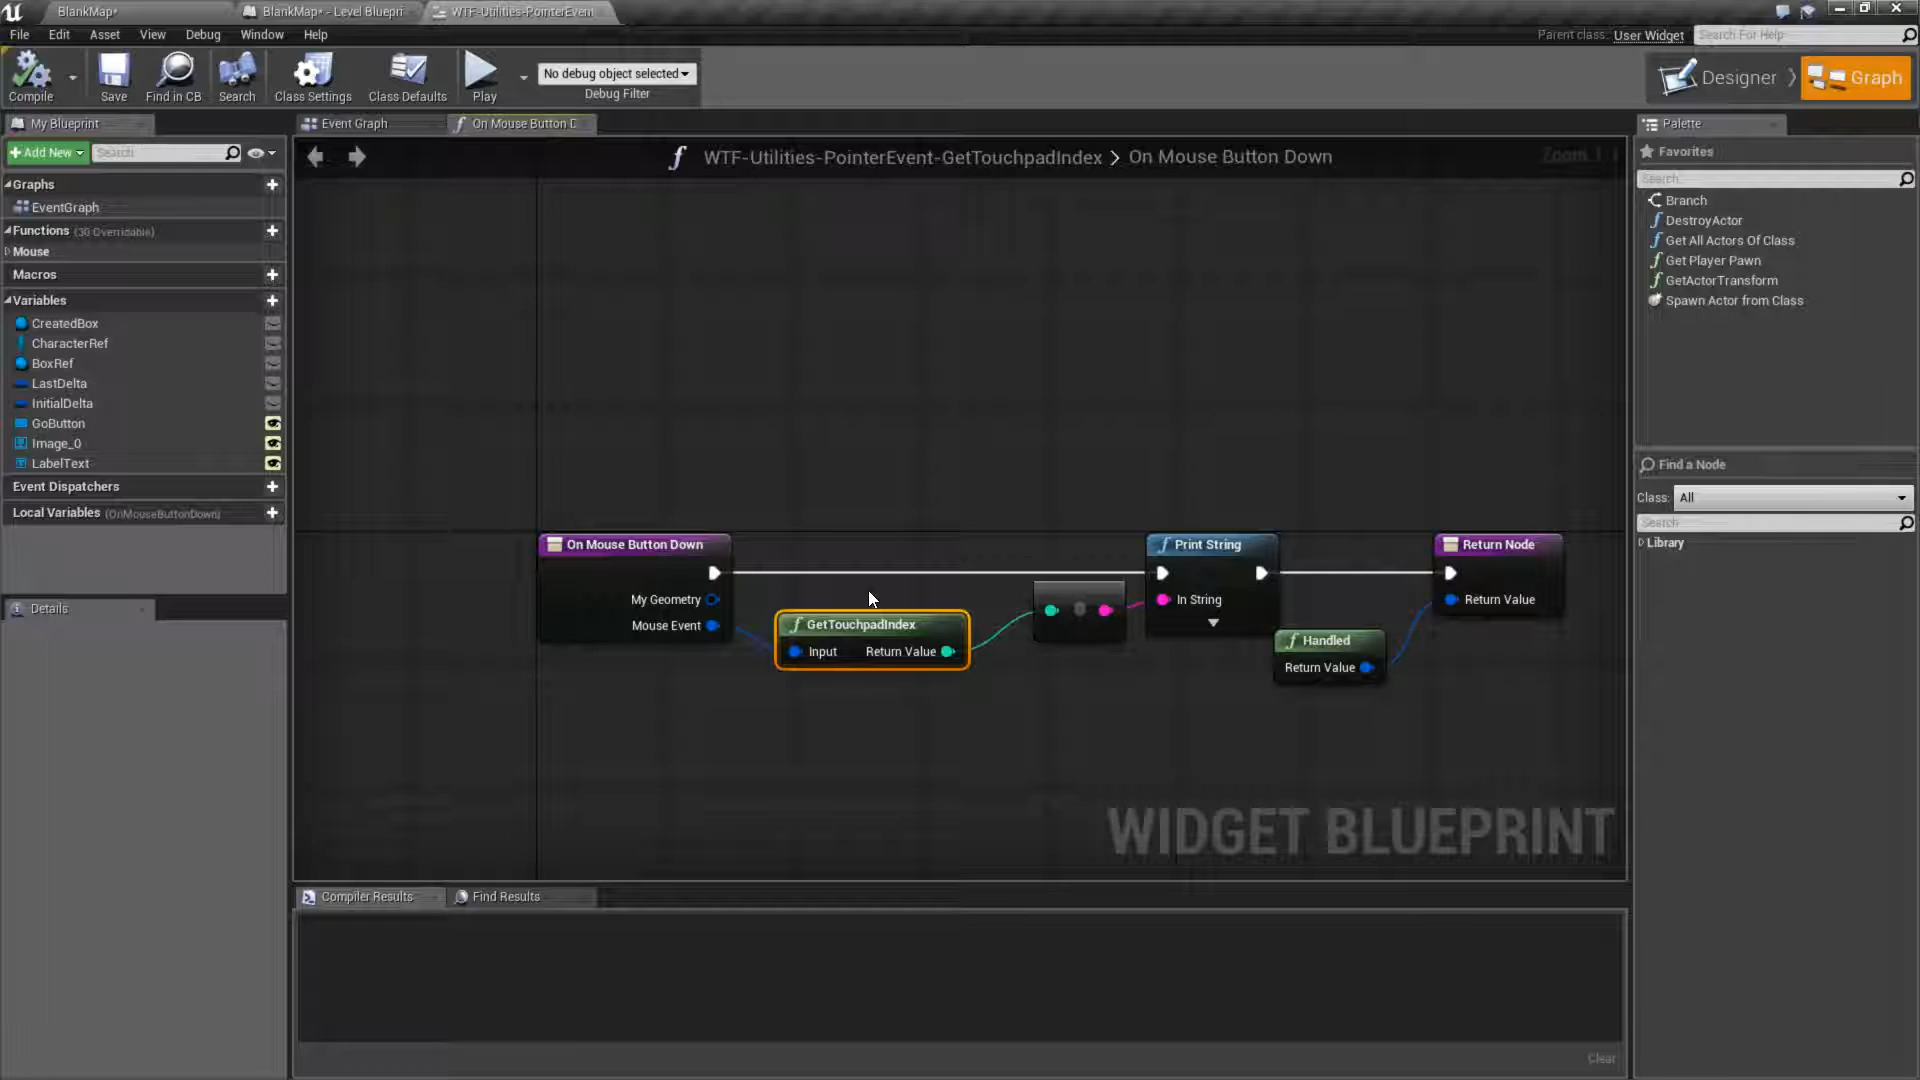 BlankMap*
BlankMap* - Level Bluepri
WTF-Utilities-PointerEvent
File Edit Asset View Debug Window Help
Parent class: User Widget
Search For Help
Compile
Save
Find in CB
Search
Class Settings
Class Defaults
Play
No debug object selected
Debug Filter
Designer
Graph
My Blueprint
Event Graph
On Mouse Button D
Palette
+Add New
Search
WTF-Utilities-PointerEvent-GetTouchpadIndex > On Mouse Button Down
Zoom 1:1
Favorites
Search
Graphs
EventGraph
Functions (30 Overridable)
Mouse
Macros
Variables
CreatedBox
CharacterRef
BoxRef
LastDelta
InitialDelta
GoButton
Image_0
LabelText
Event Dispatchers
Local Variables (OnMouseButtonDown)
Details
Branch
DestroyActor
Get All Actors Of Class
Get Player Pawn
GetActorTransform
Spawn Actor from Class
Find a Node
Class: All
Search
Library
On Mouse Button Down
My Geometry
Mouse Event
GetTouchpadIndex
Input
Return Value
Print String
In String
Handled
Return Value
Return Node
Return Value
WIDGET BLUEPRINT
Compiler Results
Find Results
Clear